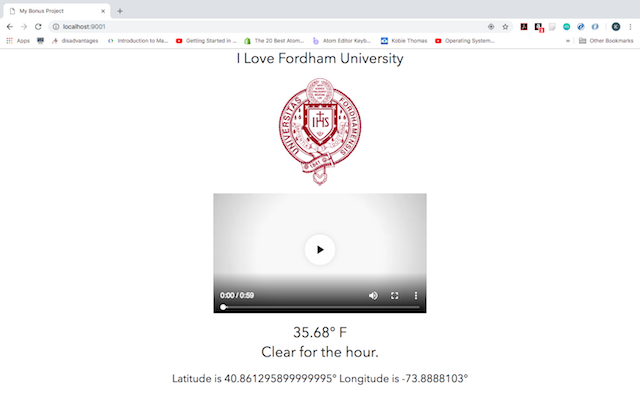 My Bonus Project
localhost:9001
Apps
disadvantages
Introduction to Ma...
Getting Started in ...
The 20 Best Atom...
Atom Editor Keyb...
Kobie Thomas
Operating System...
»
Other Bookmarks
I Love Fordham University
UNIVERSITAS FORDHAMENSIS
IHS
1841
0:00 / 0:59
35.68° F
Clear for the hour.
Latitude is 40.861295899999995° Longitude is -73.8888103°